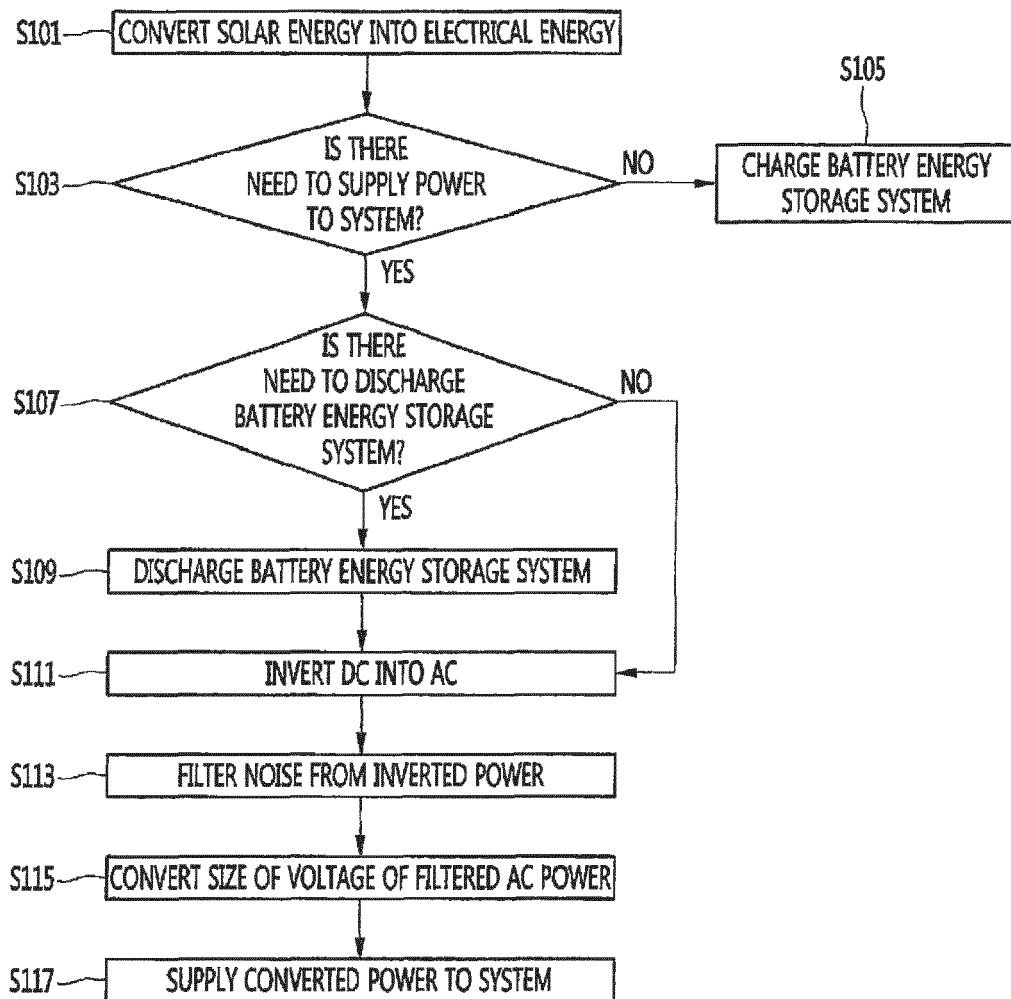 S101
CONVERT SOLAR ENERGY INTO ELECTRICAL ENERGY
S103
IS THERE
NEED TO SUPPLY POWER
TO SYSTEM?
NO
S105
CHARGE BATTERY ENERGY
STORAGE SYSTEM
YES
S107
IS THERE
NEED TO DISCHARGE
BATTERY ENERGY STORAGE
SYSTEM?
NO
YES
S109
DISCHARGE BATTERY ENERGY STORAGE SYSTEM
S111
INVERT DC INTO AC
S113
FILTER NOISE FROM INVERTED POWER
S115
CONVERT SIZE OF VOLTAGE OF FILTERED AC POWER
S117
SUPPLY CONVERTED POWER TO SYSTEM